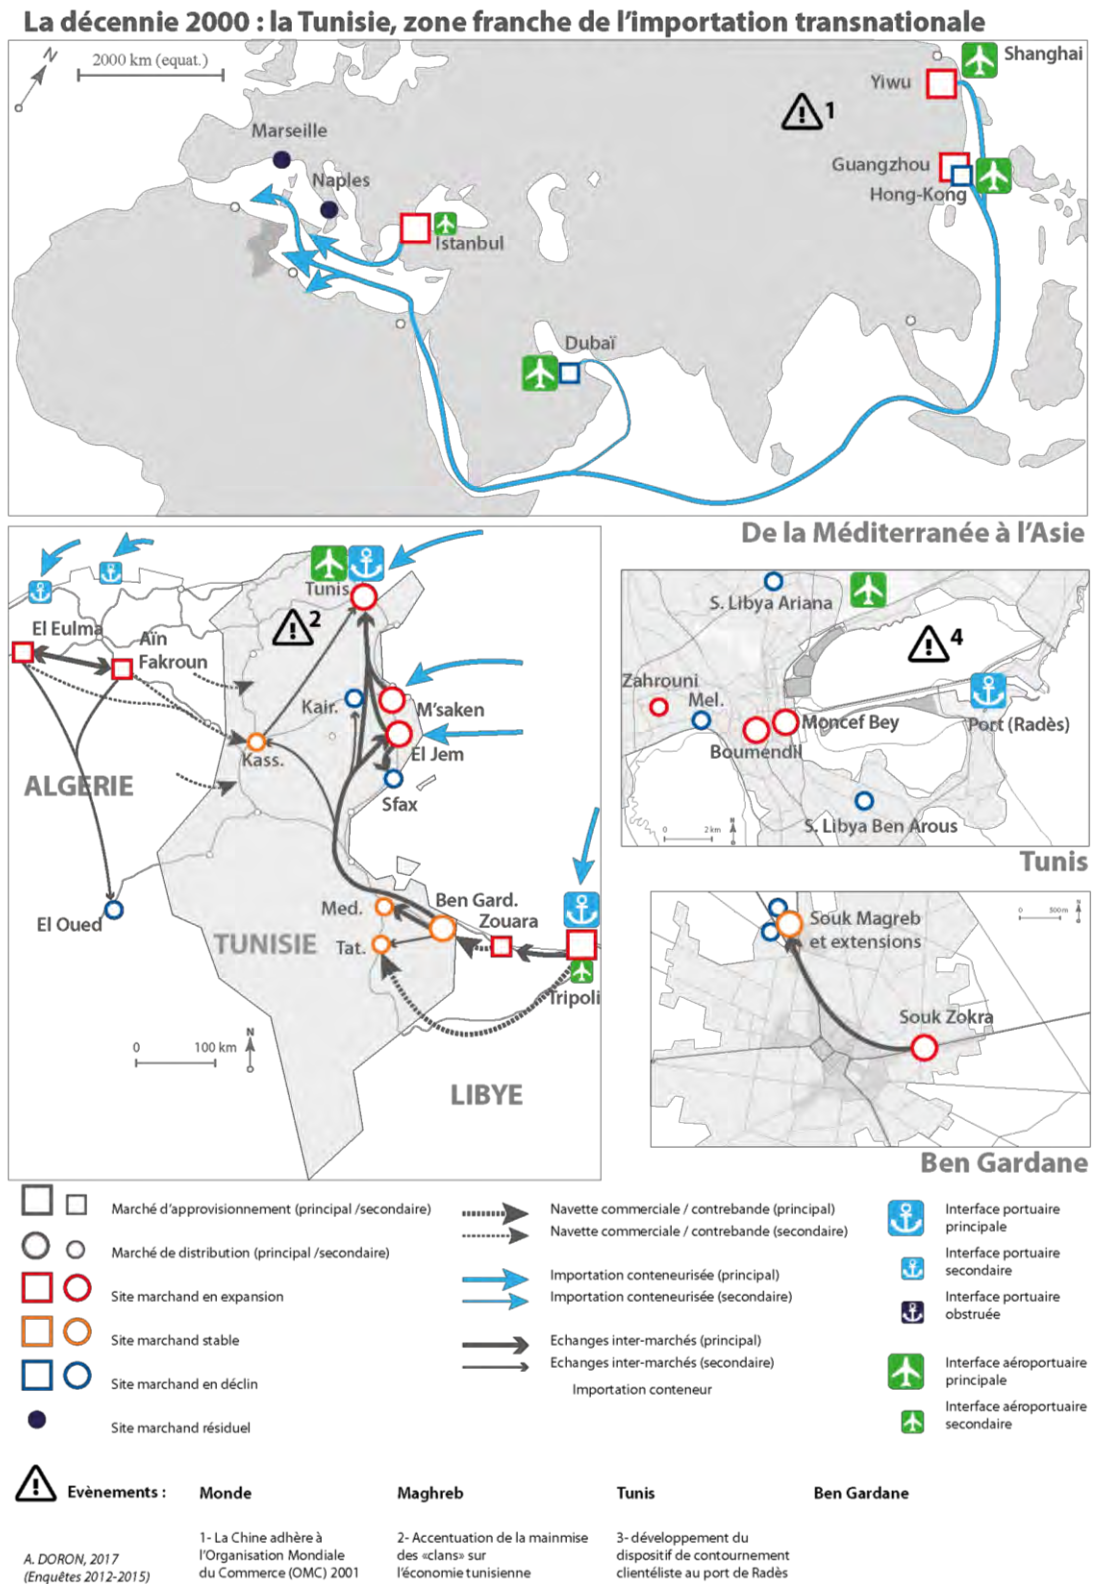 La décennie 2000 : la Tunisie, zone franche de l'importation transnationale
N
2000 km (equat.)
Shanghai
Yiwu
1
Marseille
Guangzhou
Naples
Hong-Kong
Istanbul
Dubaï
De la Méditerranée à l'Asie
Tunis
2
El Eulma
Aïn
Fakroun
Kair.
M'saken
El Jem
Kass.
ALGERIE
Sfax
El Oued
Med.
Ben Gard.
Zouara
TUNISIE
Tat.
Tripoli
N
0 100 km
LIBYE
S. Libya Ariana
4
Zahrouni
Mel.
Moncef Bey
Port (Radès)
Boumendil
S. Libya Ben Arous
0 2 km
N
Tunis
Souk Magreb
et extensions
0 500 m
N
Souk Zokra
Ben Gardane
Marché d'approvisionnement (principal /secondaire)
Marché de distribution (principal /secondaire)
Site marchand en expansion
Site marchand stable
Site marchand en déclin
Site marchand résiduel
Navette commerciale / contrebande (principal)
Navette commerciale / contrebande (secondaire)
Importation conteneurisée (principal)
Importation conteneurisée (secondaire)
Echanges inter-marchés (principal)
Echanges inter-marchés (secondaire)
Importation conteneur
Interface portuaire
principale
Interface portuaire
secondaire
Interface portuaire
obstruée
Interface aéroportuaire
principale
Interface aéroportuaire
secondaire
Evènements :
Monde
Maghreb
Tunis
Ben Gardane
1- La Chine adhère à
l'Organisation Mondiale
du Commerce (OMC) 2001
2- Accentuation de la mainmise
des «clans» sur
l'économie tunisienne
3- développement du
dispositif de contournement
clientéliste au port de Radès
A. DORON, 2017
(Enquêtes 2012-2015)